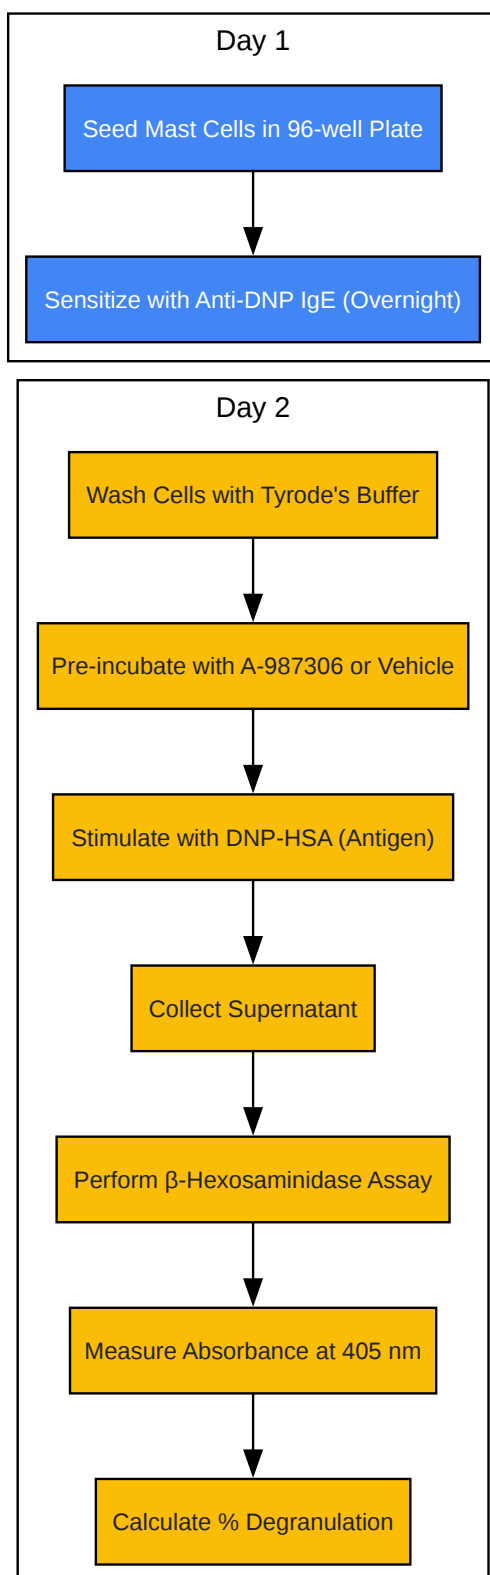 Day 1
Seed Mast Cells in 96-well Plate
Sensitize with Anti-DNP IgE (Overnight)
Day 2
Wash Cells with Tyrode's Buffer
Pre-incubate with A-987306 or Vehicle
Stimulate with DNP-HSA (Antigen)
Collect Supernatant
Perform β-Hexosaminidase Assay
Measure Absorbance at 405 nm
Calculate % Degranulation